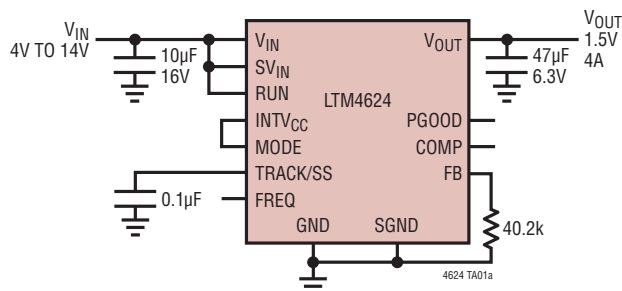 VIN
4V TO 14V
10µF
16V
VIN
SVIN
RUN
INTVCC
MODE
TRACK/SS
FREQ
0.1µF
LTM4624
GND
SGND
VOUT
PGOOD
COMP
FB
VOUT
1.5V
4A
47µF
6.3V
40.2k
4624 TA01a